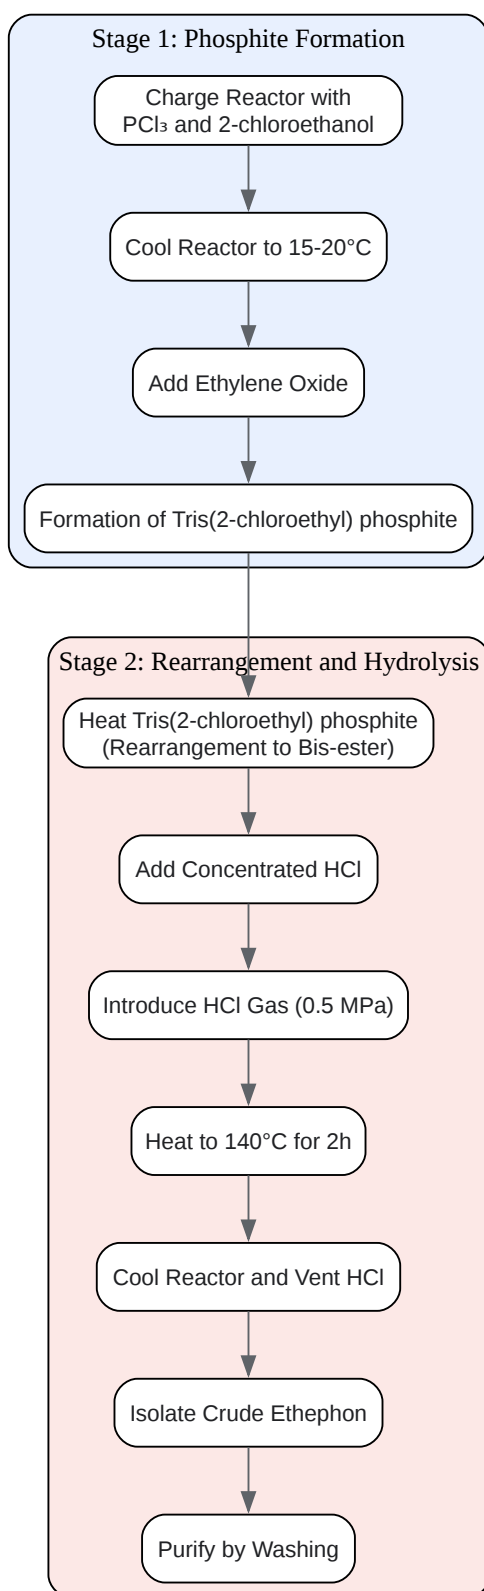 Stage 1: Phosphite Formation
Charge Reactor with
PCl₃ and 2-chloroethanol
Cool Reactor to 15-20°C
Add Ethylene Oxide
Formation of Tris(2-chloroethyl) phosphite
Stage 2: Rearrangement and Hydrolysis
Heat Tris(2-chloroethyl) phosphite
(Rearrangement to Bis-ester)
Add Concentrated HCl
Introduce HCl Gas (0.5 MPa)
Heat to 140°C for 2h
Cool Reactor and Vent HCl
Isolate Crude Ethephon
Purify by Washing